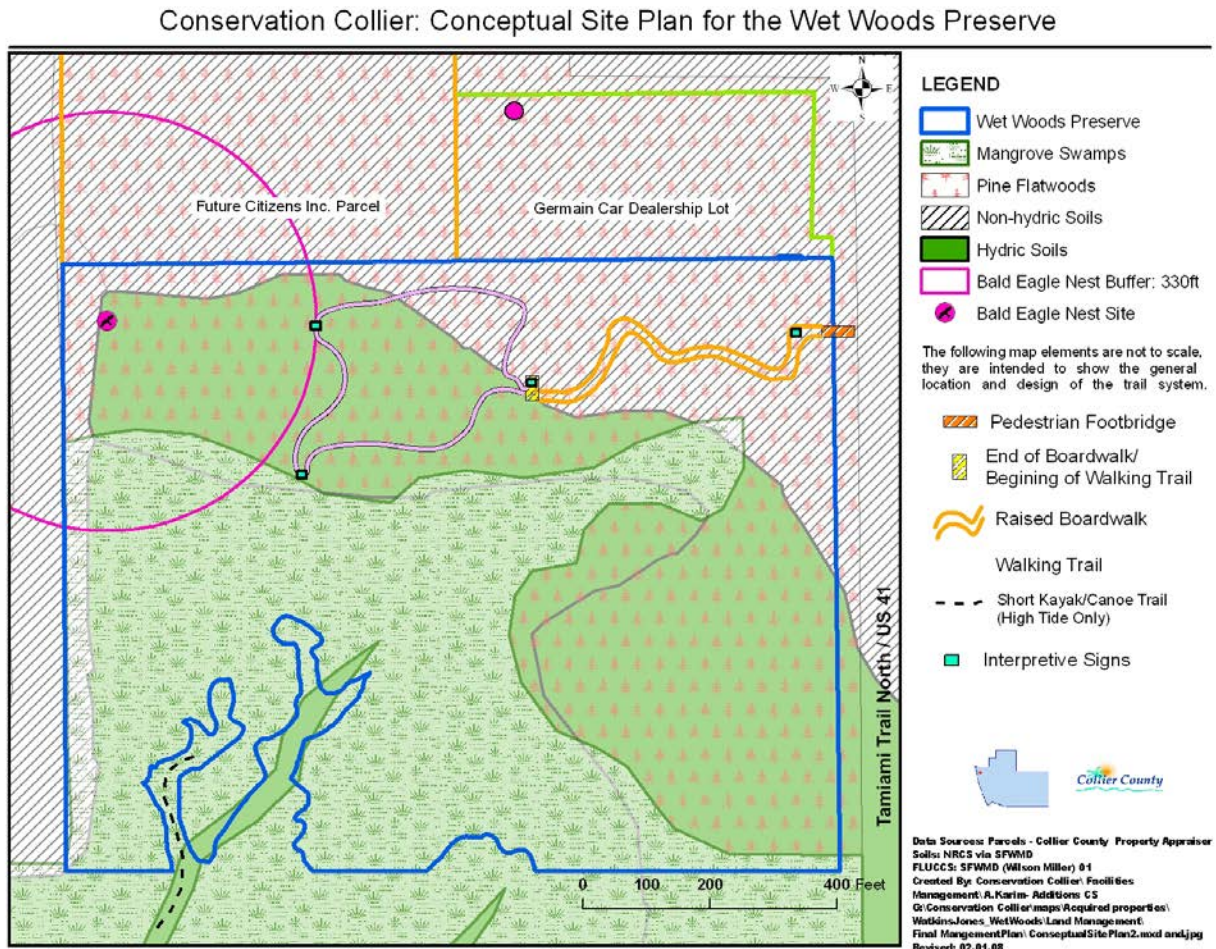 Conservation Collier: Conceptual Site Plan for the Wet Woods Preserve
N
W E
S
Future Citizens Inc. Parcel
Germain Car Dealership Lot
Tamiami Trail North / US 41
0 100 200 400 Feet
LEGEND
Wet Woods Preserve
Mangrove Swamps
Pine Flatwoods
Non-hydric Soils
Hydric Soils
Bald Eagle Nest Buffer: 330ft
Bald Eagle Nest Site
The following map elements are not to scale,
they are intended to show the general
location and design of the trail system.
Pedestrian Footbridge
End of Boardwalk/
Begining of Walking Trail
Raised Boardwalk
Walking Trail
Short Kayak/Canoe Trail
(High Tide Only)
Interpretive Signs
Collier County
Data Sources: Parcels - Collier County Property Appraiser
Soils: NRCS via SFWMD
FLUCCS: SFWMD (Wilson Miller) 01
Created By: Conservation Collier\ Facilities
Management\ A.Karim- Additions CS
G:\Conservation Collier\maps\Acquired properties\
WatkinsJones_WetWoods\Land Management\
Final MangementPlan\ ConseptualSitePlan2.mxd and.jpg
Revised: 02-01-08